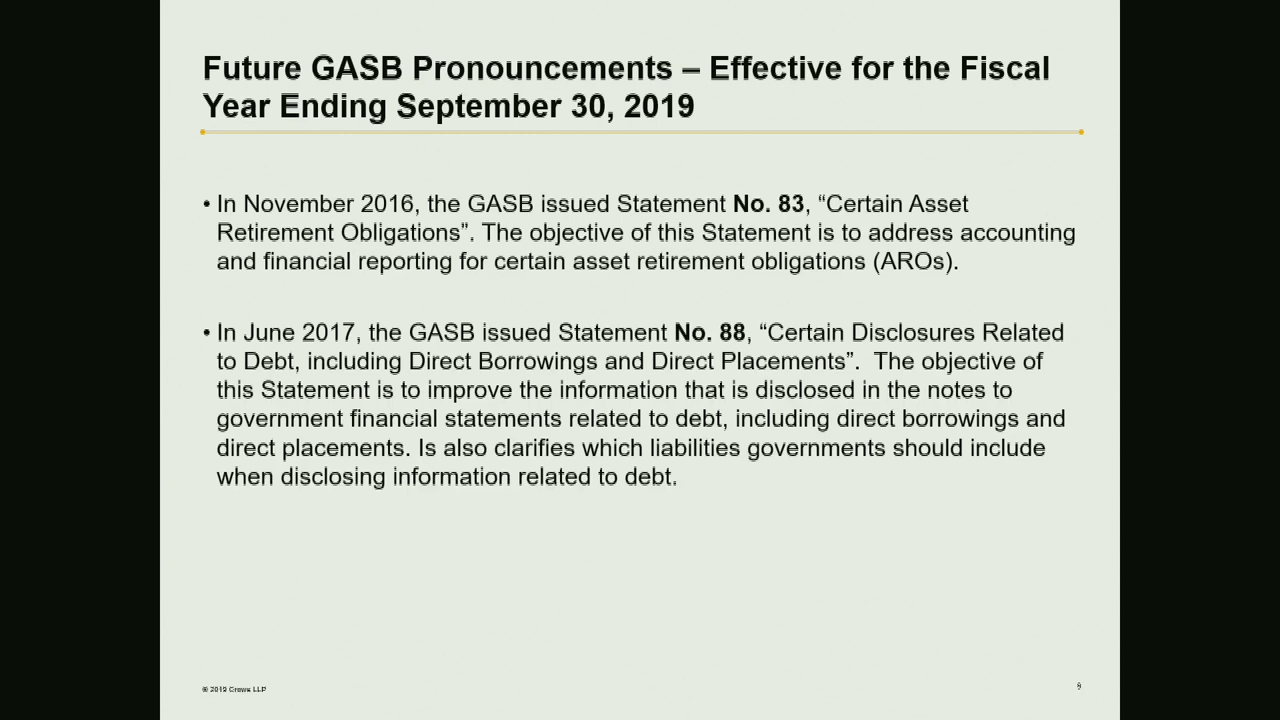 Future GASB Pronouncements – Effective for the Fiscal
Year Ending September 30, 2019
• In November 2016, the GASB issued Statement No. 83, “Certain Asset
Retirement Obligations”. The objective of this Statement is to address accounting
and financial reporting for certain asset retirement obligations (AROs).
• In June 2017, the GASB issued Statement No. 88, “Certain Disclosures Related
to Debt, including Direct Borrowings and Direct Placements”.  The objective of
this Statement is to improve the information that is disclosed in the notes to
government financial statements related to debt, including direct borrowings and
direct placements. Is also clarifies which liabilities governments should include
when disclosing information related to debt.
© 2019 Crowe LLP
9